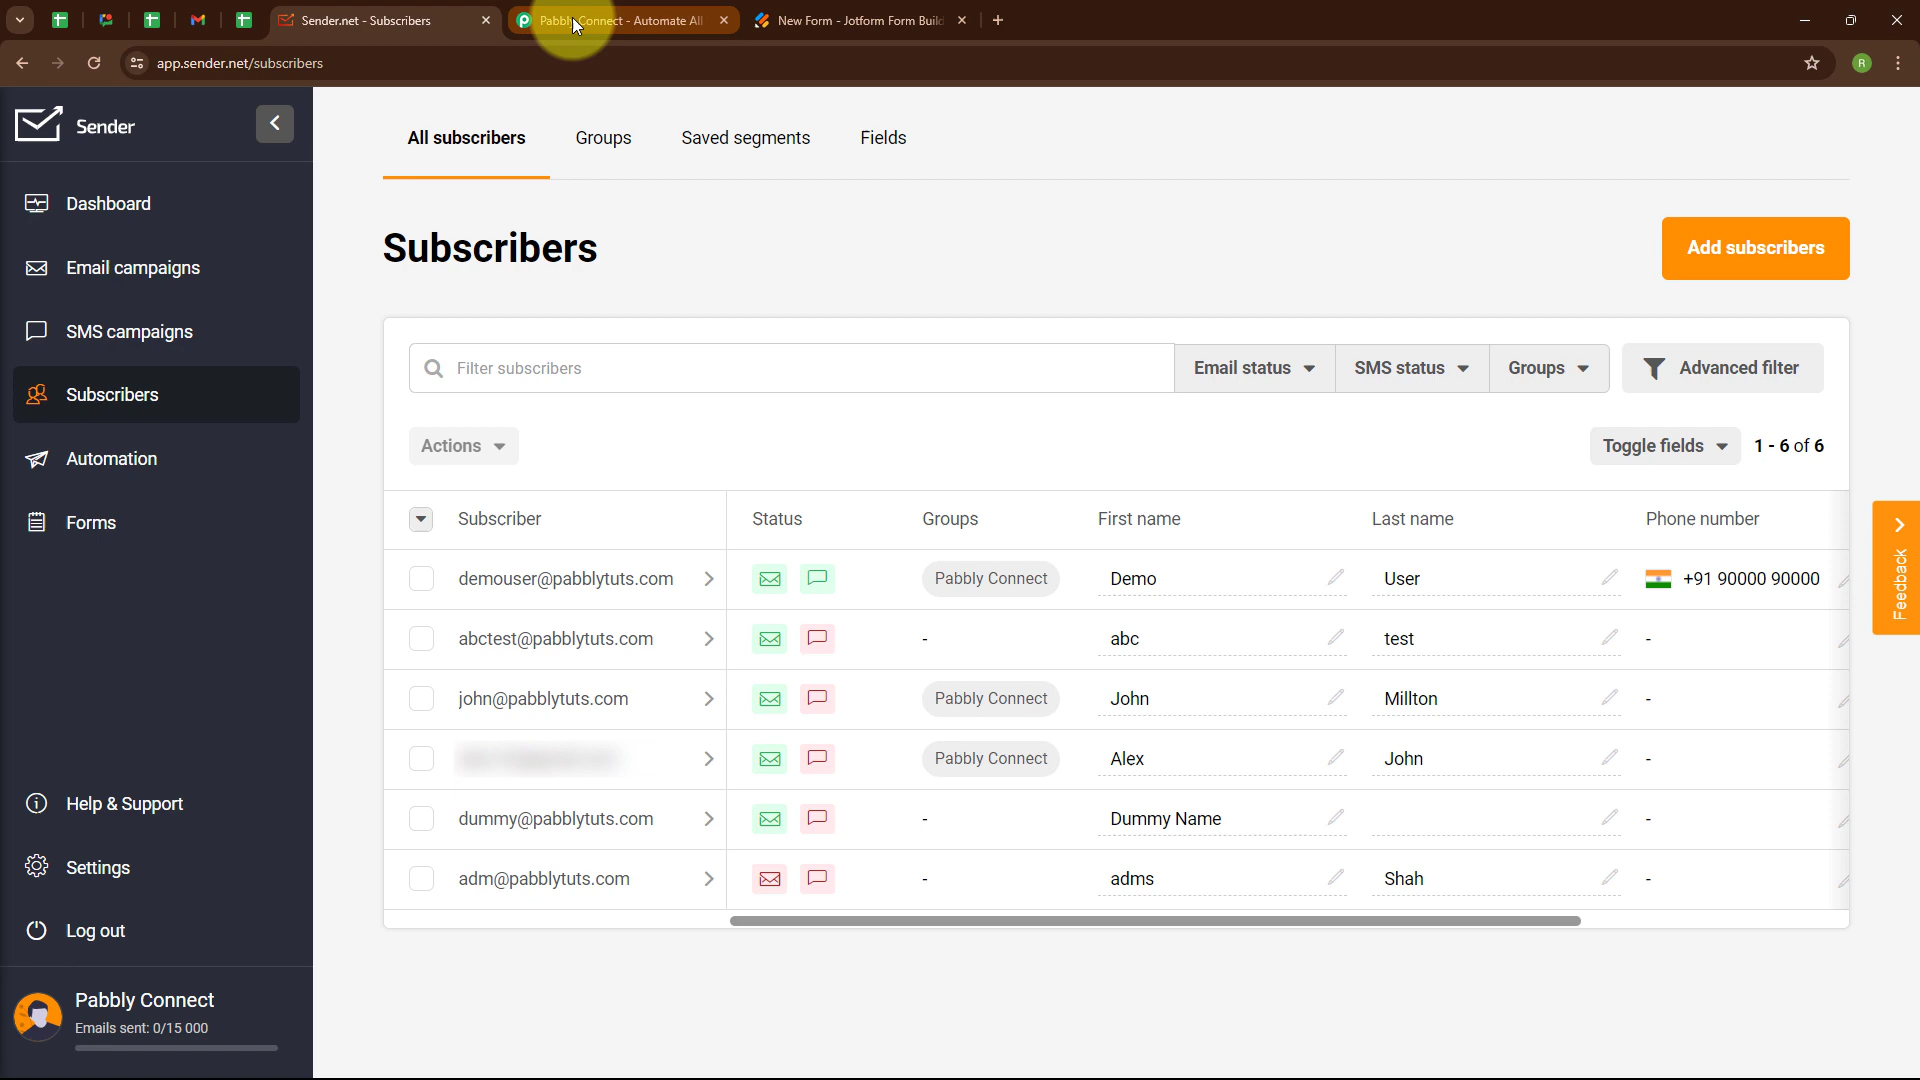 Sender.net - Subscribers
Pabbly Connect - Automate All
New Form - Jotform Form Build
app.sender.net/subscribers
R
Sender
Dashboard
Email campaigns
SMS campaigns
Subscribers
Automation
Forms
Help & Support
Settings
Log out
Pabbly Connect
Emails sent: 0/15 000
All subscribers
Groups
Saved segments
Fields
Subscribers
Add subscribers
Filter subscribers
Email status
SMS status
Groups
Advanced filter
Actions
Toggle fields
1 - 6 of 6
Subscriber
Status
Groups
First name
Last name
Phone number
demouser@pabblytuts.com
Pabbly Connect
Demo
User
+91 90000 90000
abctest@pabblytuts.com
-
abc
test
-
john@pabblytuts.com
Pabbly Connect
John
Millton
-
Pabbly Connect
Alex
John
-
dummy@pabblytuts.com
-
Dummy Name
-
adm@pabblytuts.com
-
adms
Shah
-
Feedback